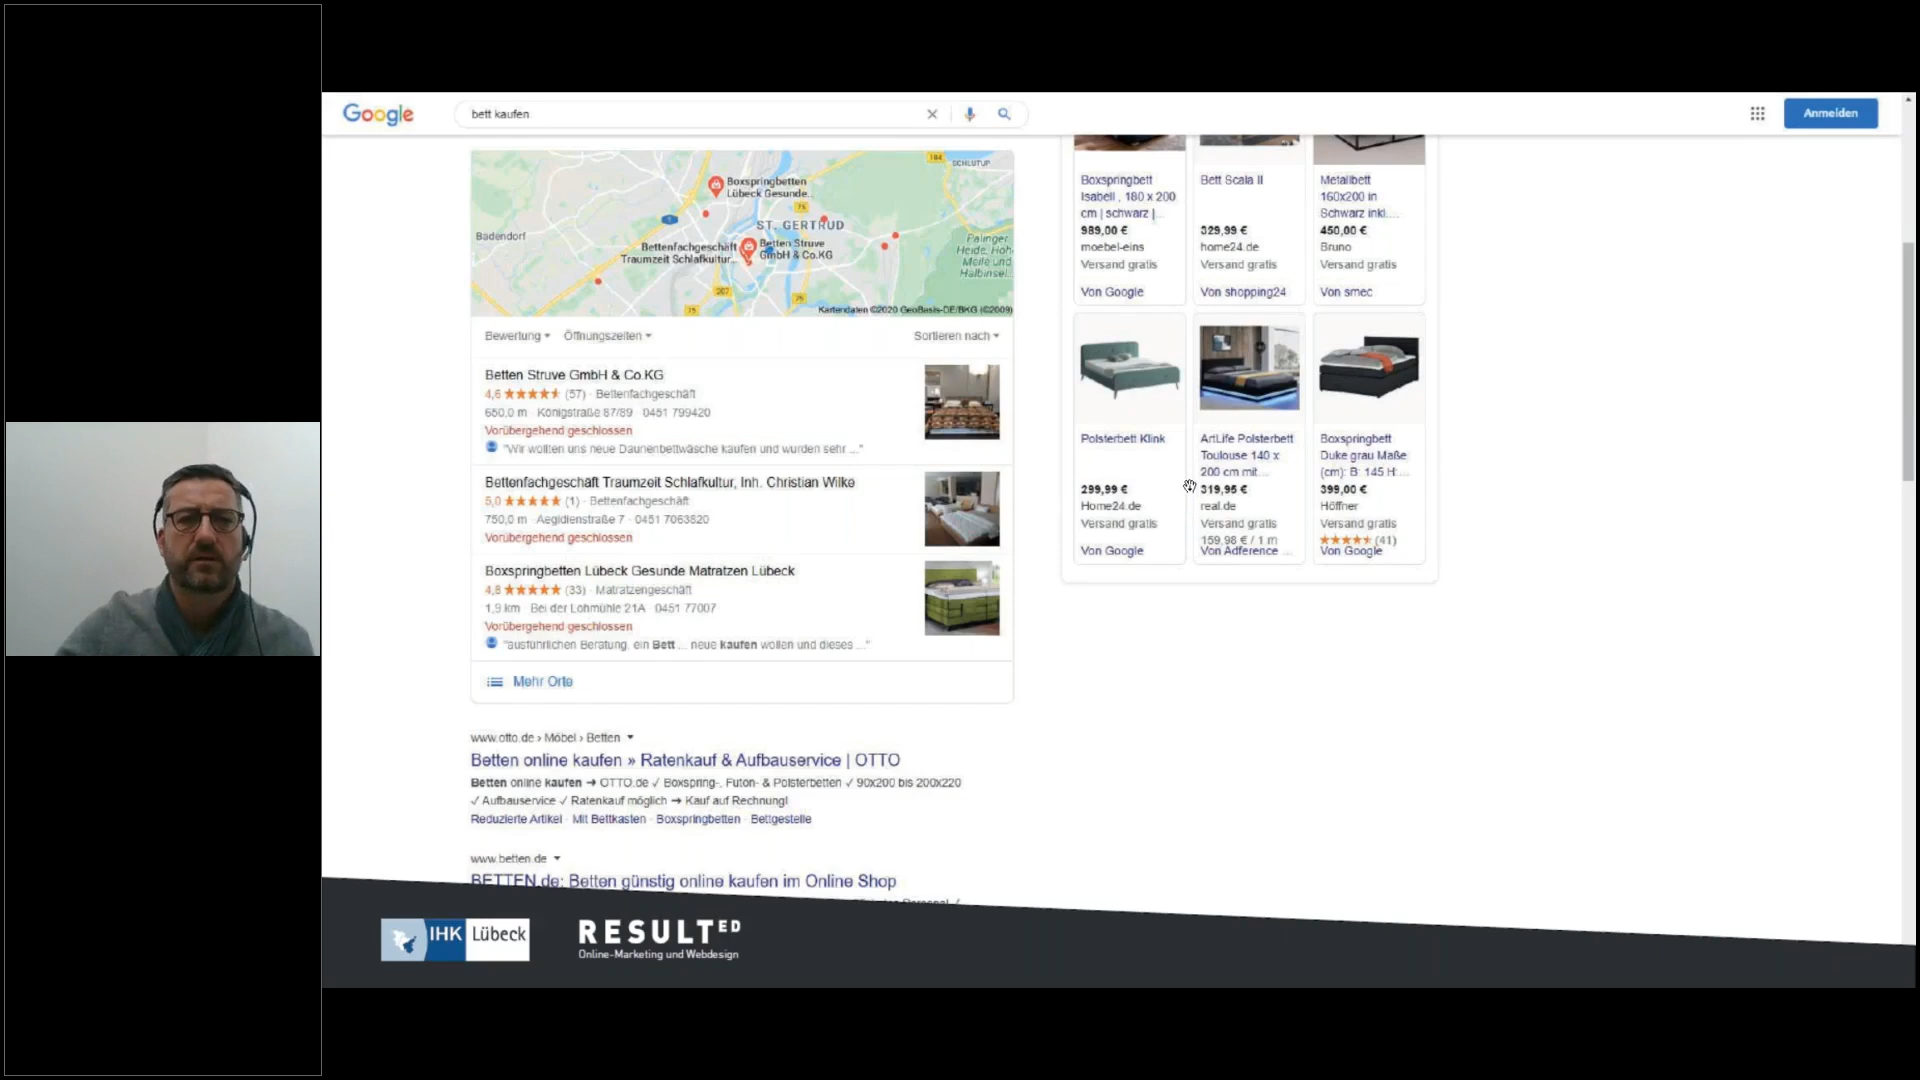 Google
bett kaufen
Anmelden
184
SCHLUTUP
Boxspringbetten
Lübeck Gesunde...
75
ST. GERTRUD
Badendorf
Bettenfachgeschäft
Traumzeit Schlafkultur...
Betten Struve
GmbH & Co.KG
Palinger
Heide, Hoh
Meile und
Halbinsel...
207
75
75
Kartendaten ©2020 GeoBasis-DE/BKG (©2009)
Bewertung
Öffnungszeiten
Sortieren nach
Betten Struve GmbH & Co.KG
4,6 (57) · Bettenfachgeschäft
650,0 m · Königstraße 87/89 · 0451 799420
Vorübergehend geschlossen
"Wir wollten uns neue Daunenbettwäsche kaufen und wurden sehr ..."
Bettenfachgeschäft Traumzeit Schlafkultur, Inh. Christian Wilke
5,0 (1) · Bettenfachgeschäft
750,0 m · Aegidienstraße 7 · 0451 7063820
Vorübergehend geschlossen
Boxspringbetten Lübeck Gesunde Matratzen Lübeck
4,8 (33) · Matratzengeschäft
1,9 km · Bei der Lohmühle 21A · 0451 77007
Vorübergehend geschlossen
"ausführlichen Beratung, ein Bett ... neue kaufen wollen und dieses ..."
Mehr Orte
www.otto.de › Möbel › Betten
Betten online kaufen » Ratenkauf & Aufbauservice | OTTO
Betten online kaufen ➔ OTTO.de √ Boxspring-, Futon- & Polsterbetten √ 90x200 bis 200x220
√ Aufbauservice √ Ratenkauf möglich ➔ Kauf auf Rechnung!
Reduzierte Artikel · Mit Bettkasten · Boxspringbetten · Bettgestelle
www.betten.de
BETTEN.de: Betten günstig online kaufen im Online Shop
Boxspringbett
Isabell , 180 x 200
cm | schwarz |...
989,00 €
moebel-eins
Versand gratis
Von Google
Bett Scala II
329,99 €
home24.de
Versand gratis
Von shopping24
Metallbett
160x200 in
Schwarz inkl....
450,00 €
Bruno
Versand gratis
Von smec
Polsterbett Klink
299,99 €
Home24.de
Versand gratis
Von Google
ArtLife Polsterbett
Toulouse 140 x
200 cm mit...
319,95 €
real.de
Versand gratis
159,98 € / 1 m
Von Adference ...
Boxspringbett
Duke grau Maße
(cm): B: 145 H:...
399,00 €
Höffner
Versand gratis
(41)
Von Google
IHK Lübeck
RESULTED
Online-Marketing und Webdesign